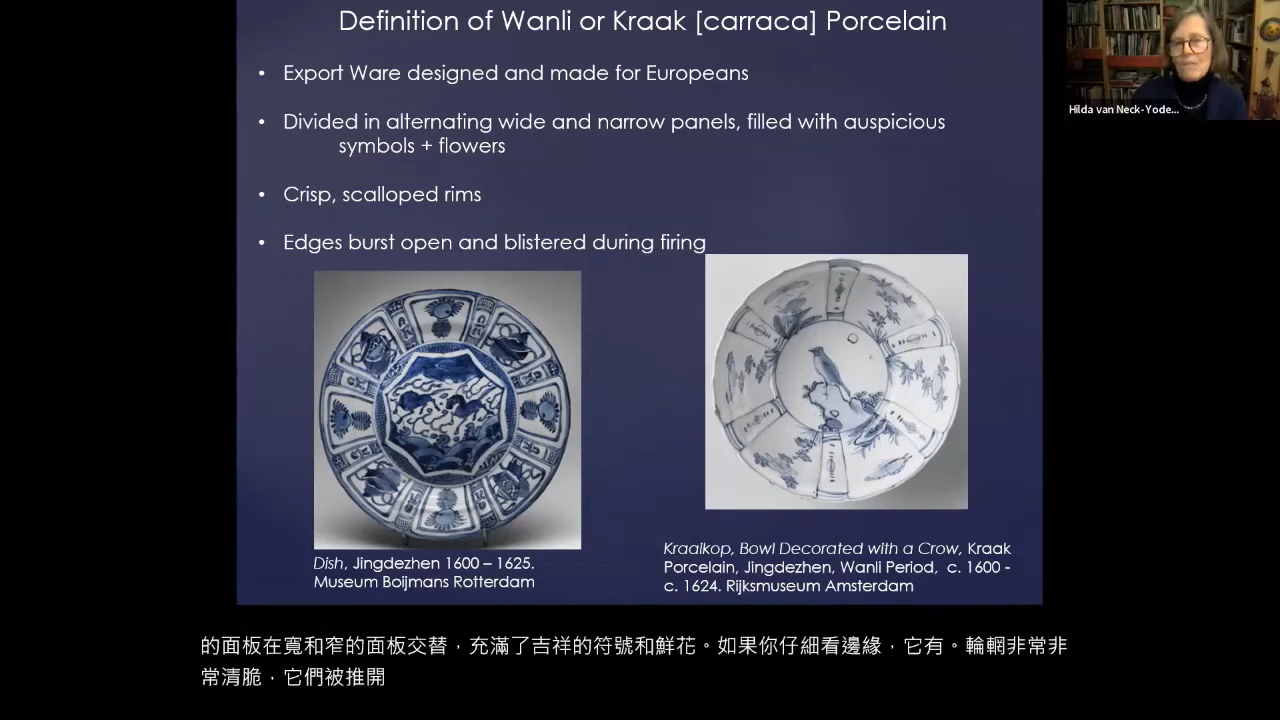 Definition of Wanli or Kraak [carraca] Porcelain
• Export Ware designed and made for Europeans
• Divided in alternating wide and narrow panels, filled with auspicious
symbols + flowers
• Crisp, scalloped rims
• Edges burst open and blistered during firing
Dish, Jingdezhen 1600 – 1625.
Museum Boijmans Rotterdam
Kraaikop, Bowl Decorated with a Crow, Kraak
Porcelain, Jingdezhen, Wanli Period,  c. 1600 -
c. 1624. Rijksmuseum Amsterdam
Hilda van Neck-Yode...
的面板在寬和窄的面板交替，充滿了吉祥的符號和鮮花。如果你仔細看邊緣，它有。輪輞非常非
常清脆，它們被推開